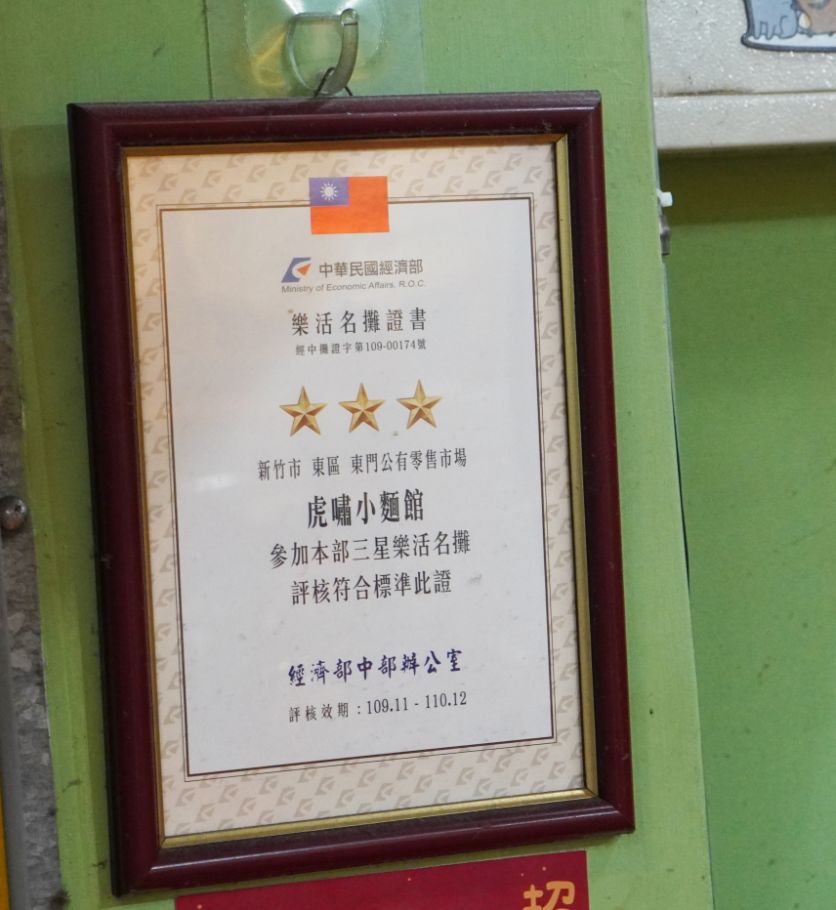 中華民國經濟部
Ministry of Economic Affairs, R.O.C.
樂活名攤證書
經中攤證字第109-00174號
新竹市 東區 東門公有零售市場
虎嘯小麵館
參加本部三星樂活名攤
評核符合標準此證
經濟部中部辦公室
評核效期：109.11 - 110.12
招